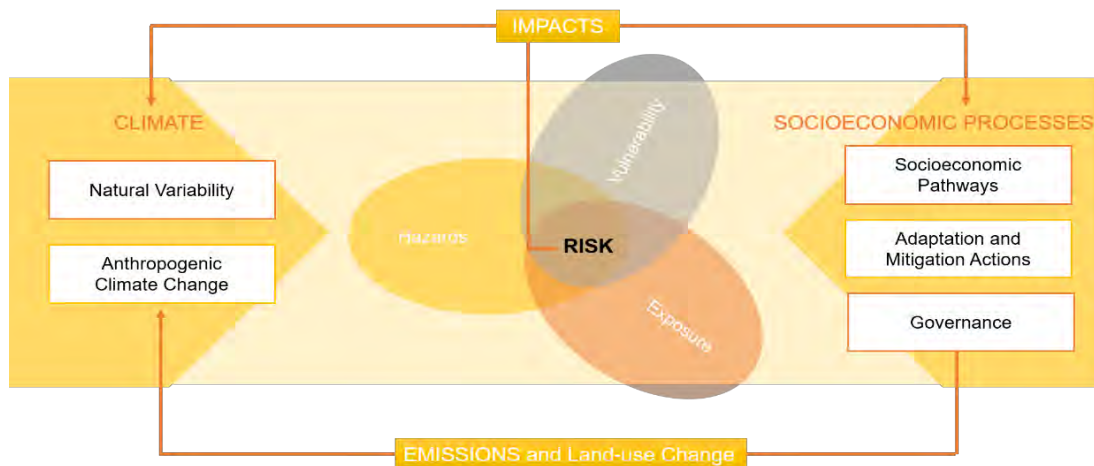 IMPACTS
CLIMATE
Natural Variability
Anthropogenic
Climate Change
Hazards
Vulnerability
RISK
Exposure
SOCIOECONOMIC PROCESSES
Socioeconomic
Pathways
Adaptation and
Mitigation Actions
Governance
EMISSIONS and Land-use Change